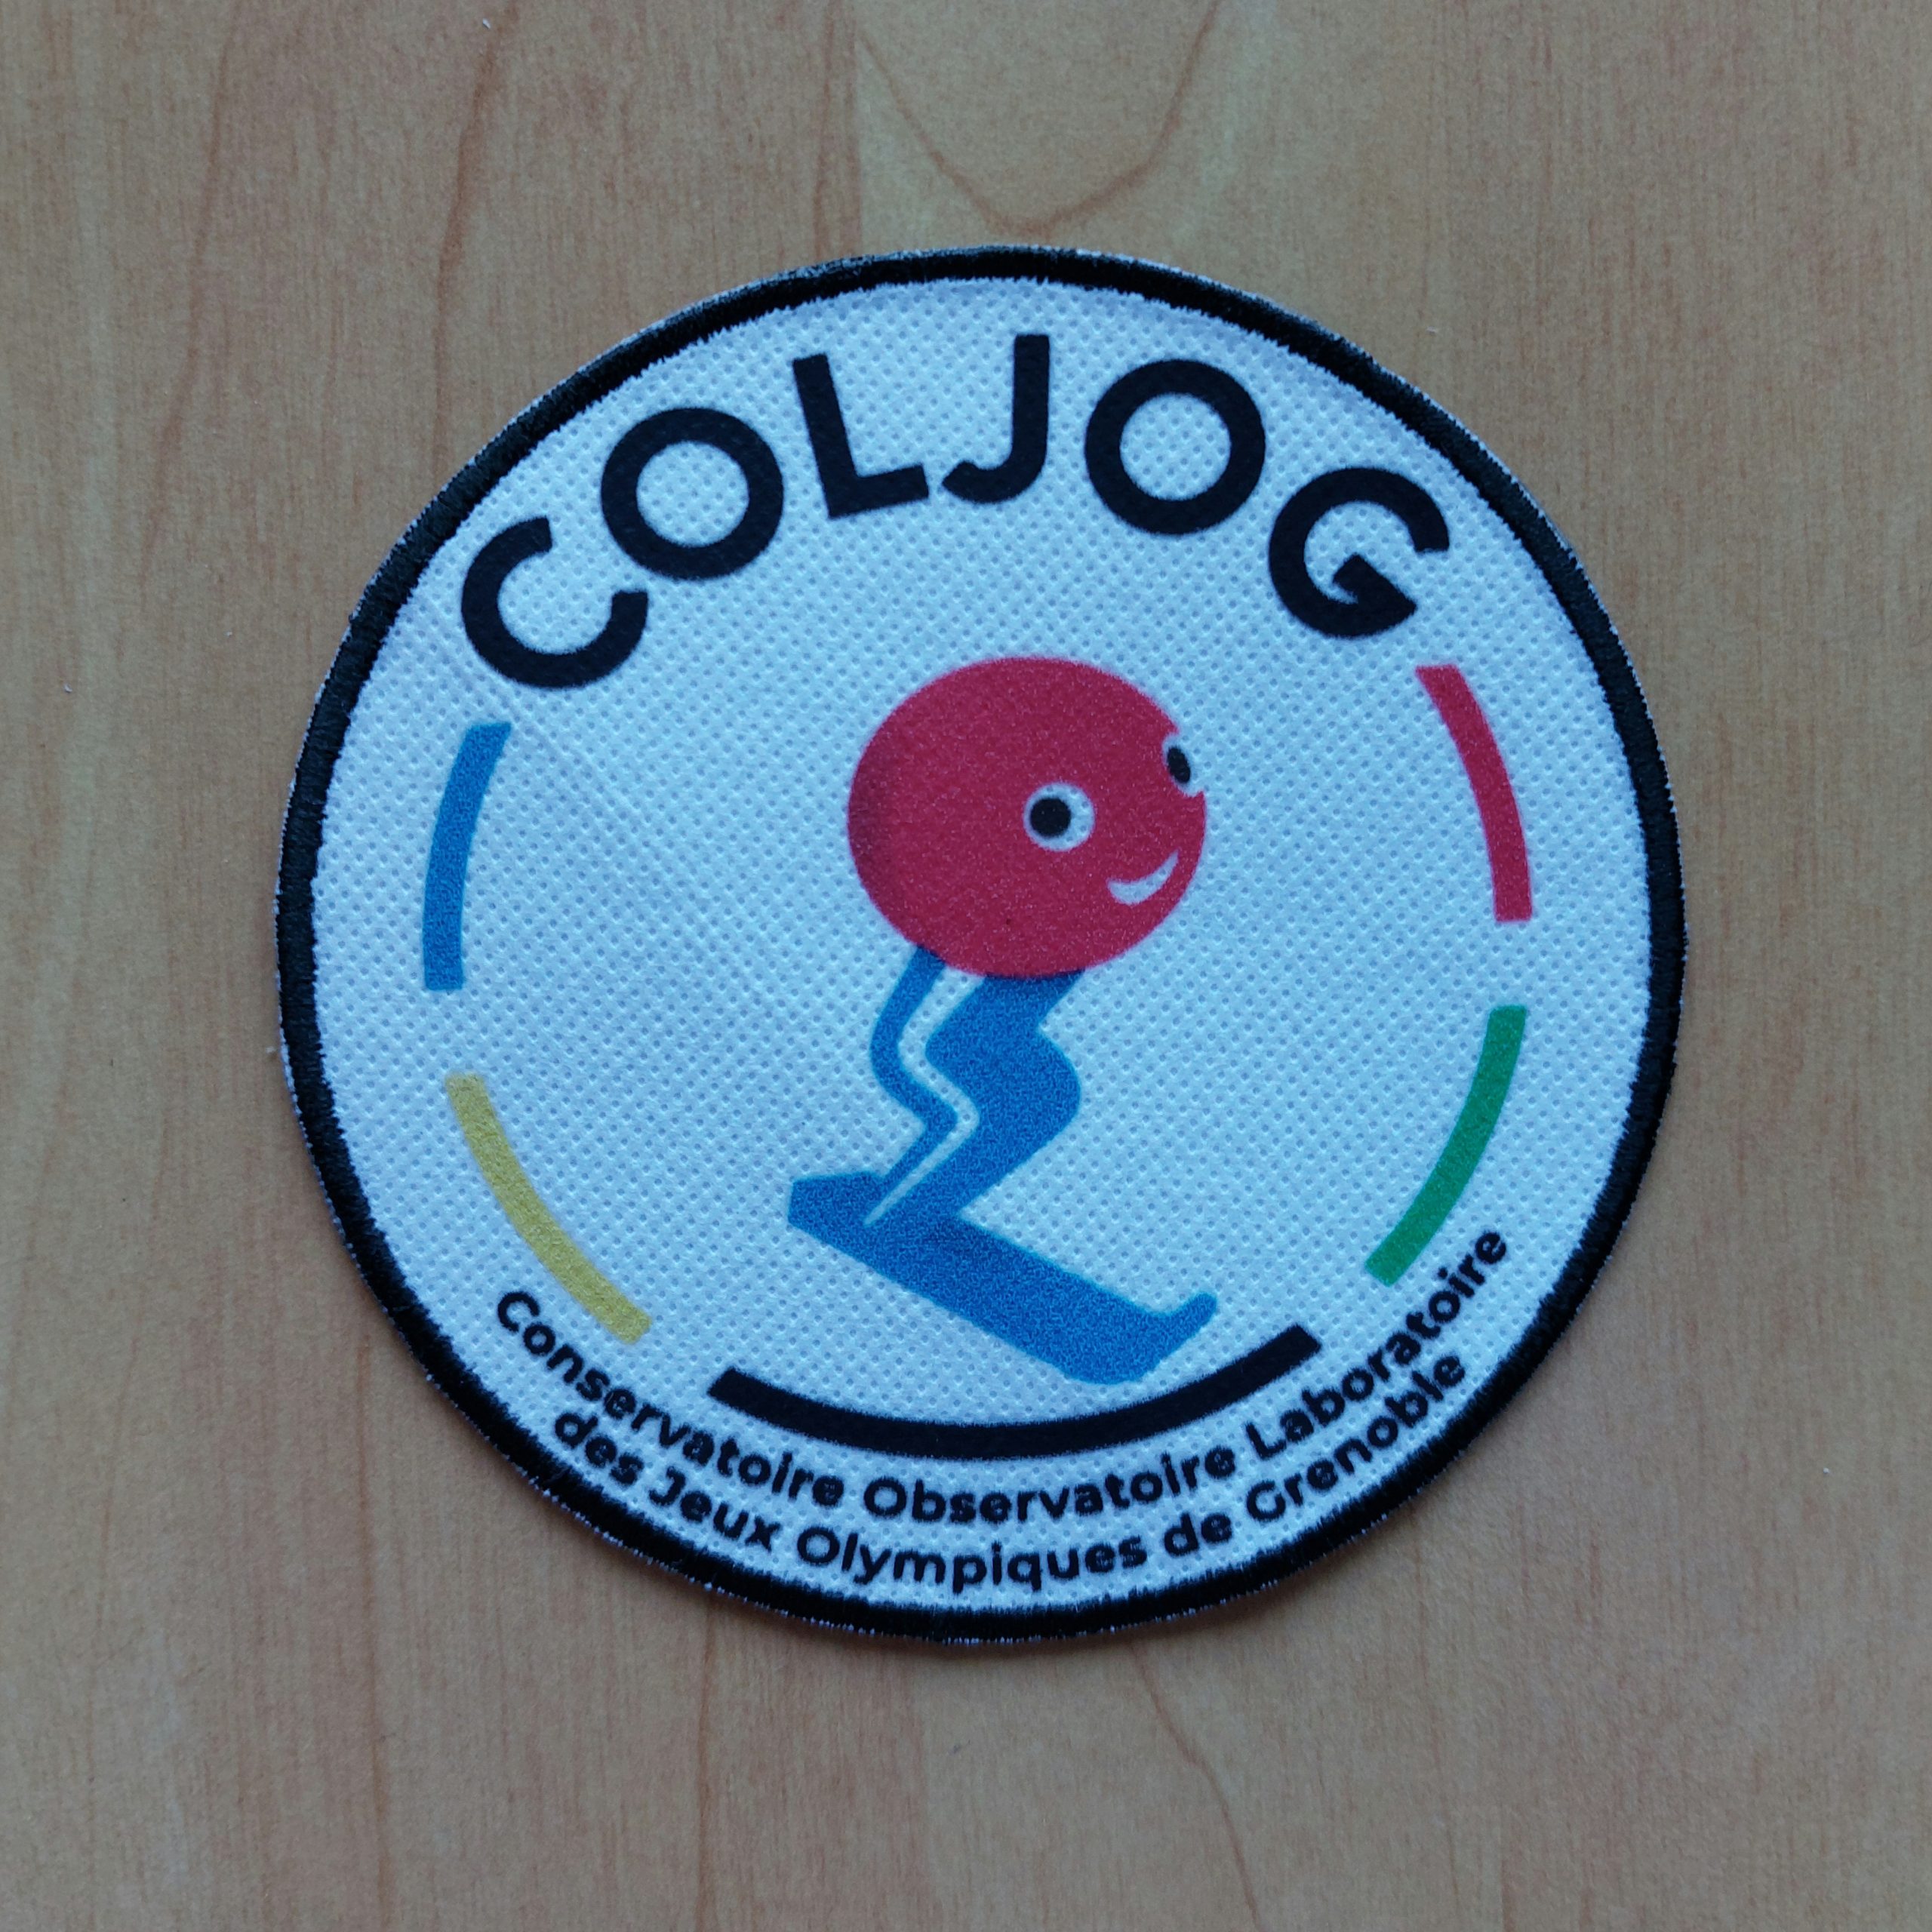 COLJOG
Conservatoire Observatoire Laboratoire
des Jeux Olympiques de Grenoble